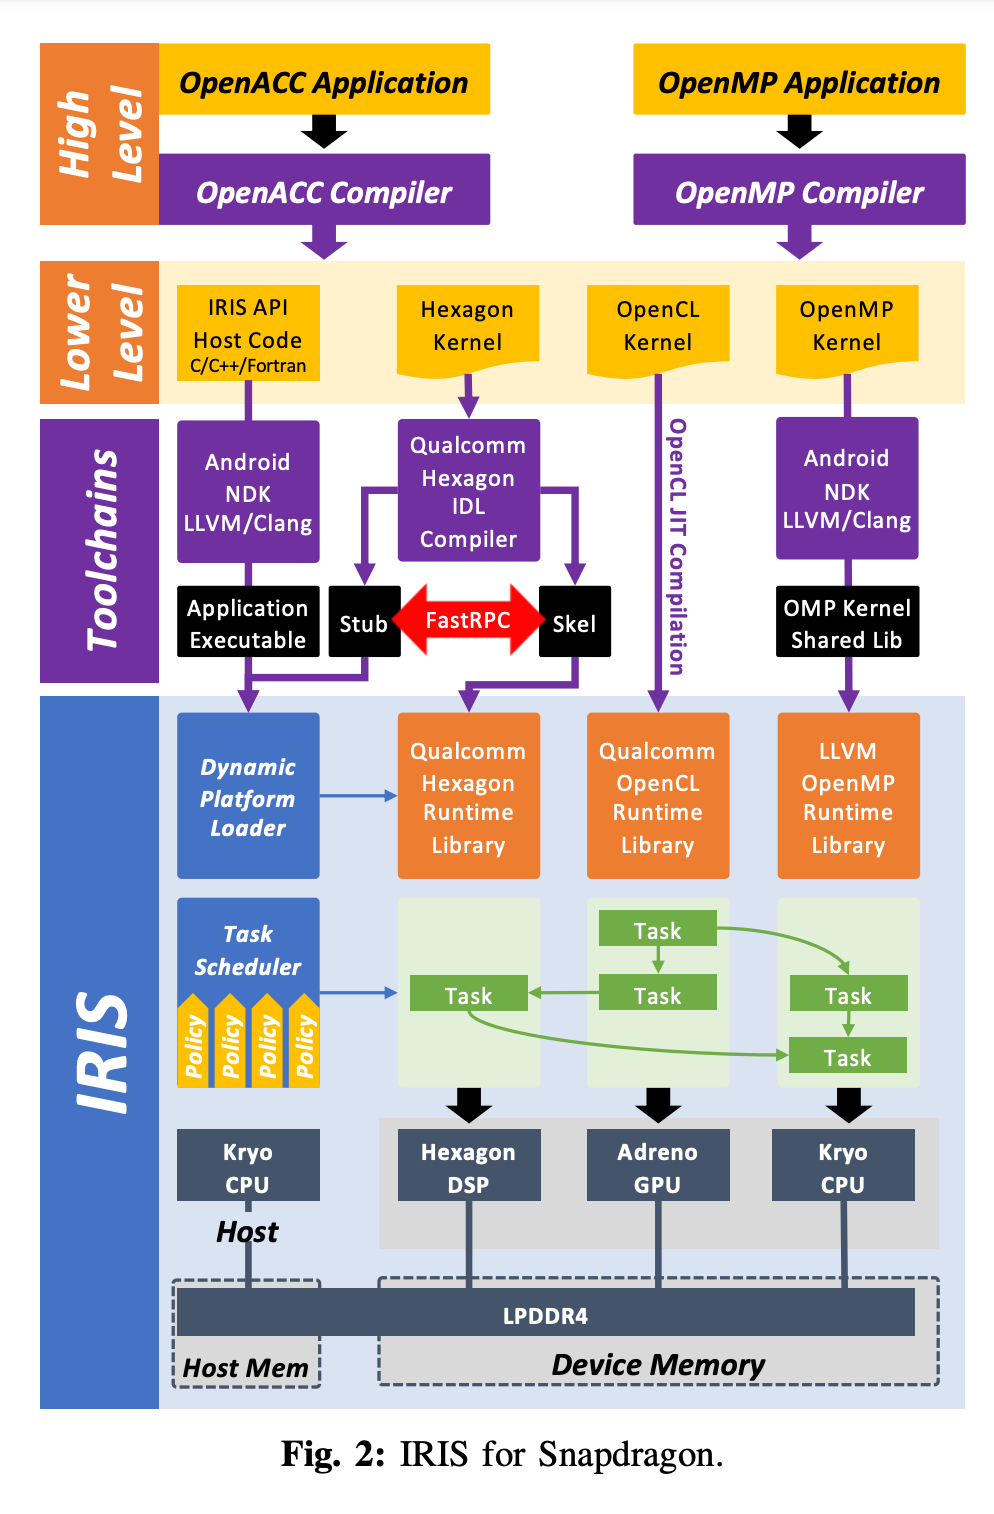 High
Level
OpenACC Application
OpenMP Application
OpenACC Compiler
OpenMP Compiler
Lower
Level
IRIS API
Host Code
C/C++/Fortran
Hexagon
Kernel
OpenCL
Kernel
OpenMP
Kernel
Toolchains
Android
NDK
LLVM/Clang
Qualcomm
Hexagon
IDL
Compiler
OpenCL JIT Compilation
Android
NDK
LLVM/Clang
Application
Executable
Stub
FastRPC
Skel
OMP Kernel
Shared Lib
IRIS
Dynamic
Platform
Loader
Qualcomm
Hexagon
Runtime
Library
Qualcomm
OpenCL
Runtime
Library
LLVM
OpenMP
Runtime
Library
Task
Scheduler
Policy
Policy
Policy
Policy
Task
Task
Task
Task
Task
Kryo
CPU
Host
Hexagon
DSP
Adreno
GPU
Kryo
CPU
LPDDR4
Host Mem
Device Memory
Fig. 2: IRIS for Snapdragon.